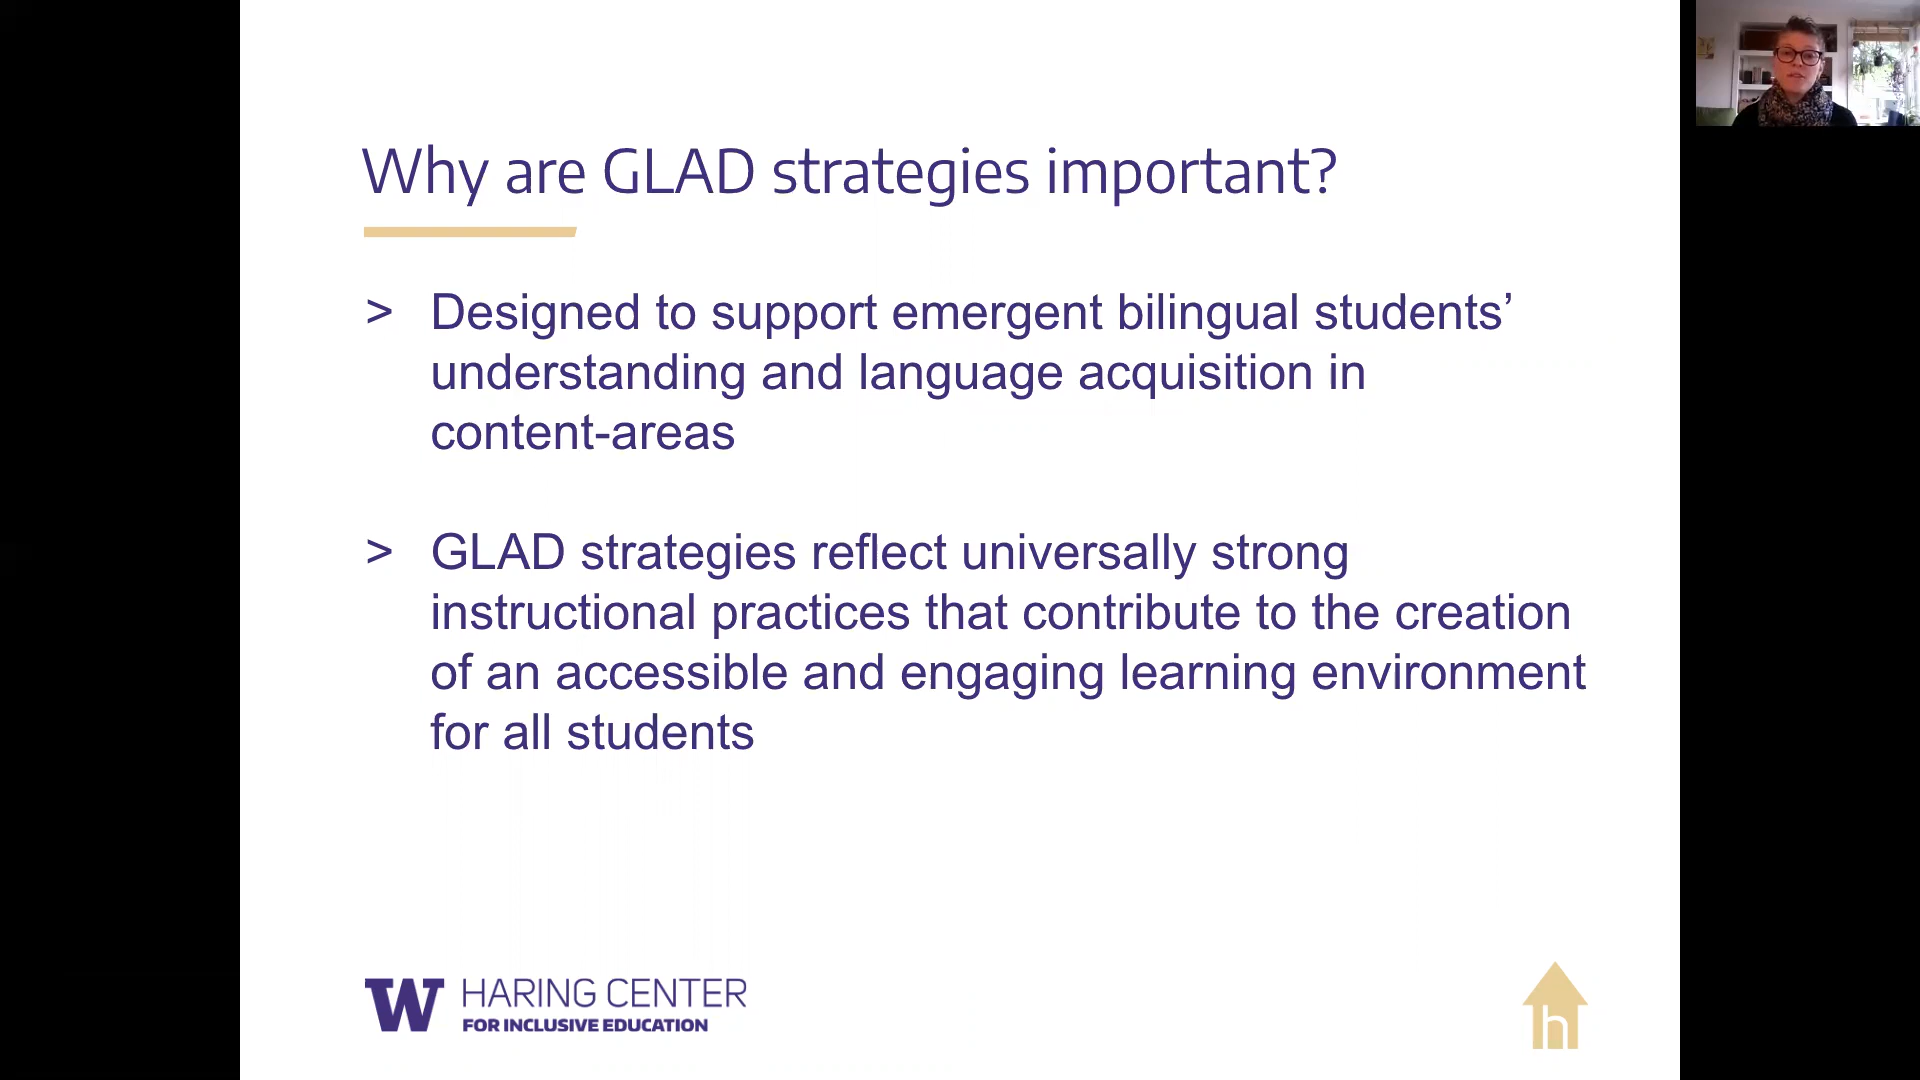 Why are GLAD strategies important?
> Designed to support emergent bilingual students’
understanding and language acquisition in
content-areas
> GLAD strategies reflect universally strong
instructional practices that contribute to the creation
of an accessible and engaging learning environment
for all students
W HARING CENTER
FOR INCLUSIVE EDUCATION
h